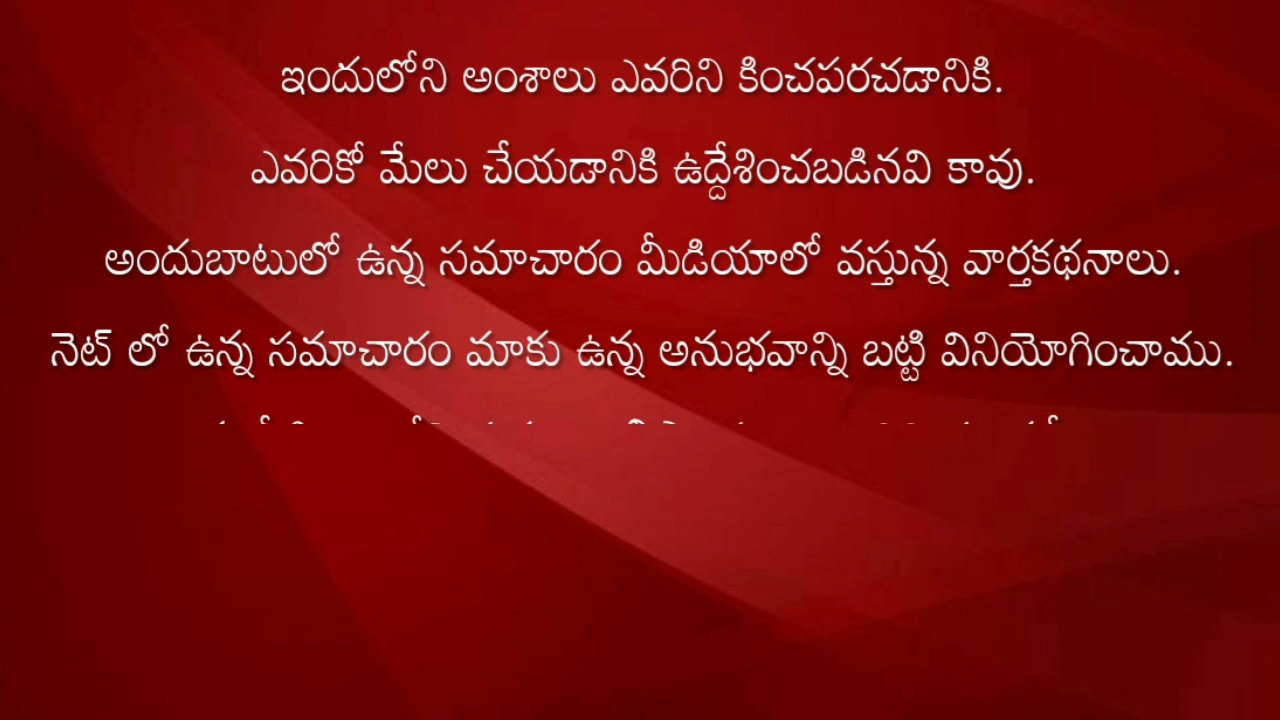 ఇందులోని అంశాలు ఎవరిని కించపరచడానికి.
ఎవరికో మేలు చేయడానికి ఉద్దేశించబడినవి కావు.
అందుబాటులో ఉన్న సమాచారం మీడియాలో వస్తున్న వార్తకథనాలు.
నెట్ లో ఉన్న సమాచారం మాకు ఉన్న అనుభవాన్ని బట్టి వినియోగించాము.